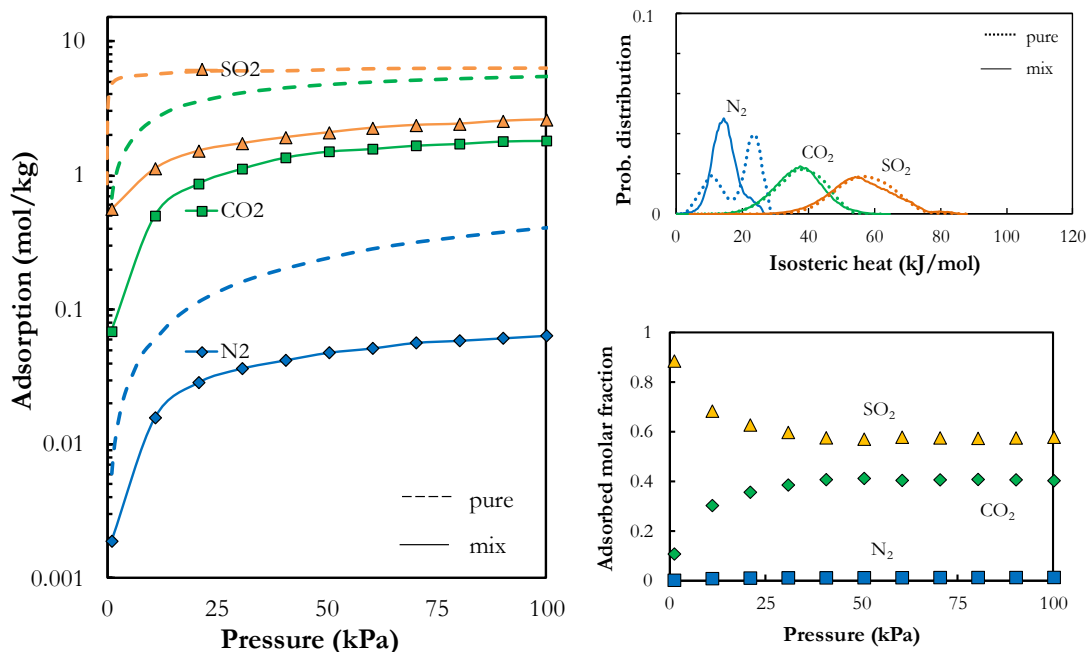 10
1
0.1
0.01
0.001
Adsorption (mol/kg)
SO2
CO2
N2
pure
mix
0 25 50 75 100
Pressure (kPa)
0.1
0
Prob. distribution
pure
mix
N₂
CO₂
SO₂
0 20 40 60 80 100 120
Isosteric heat (kJ/mol)
1
0.8
0.6
0.4
0.2
0
Adsorbed molar fraction
SO₂
CO₂
N₂
0 25 50 75 100
Pressure (kPa)